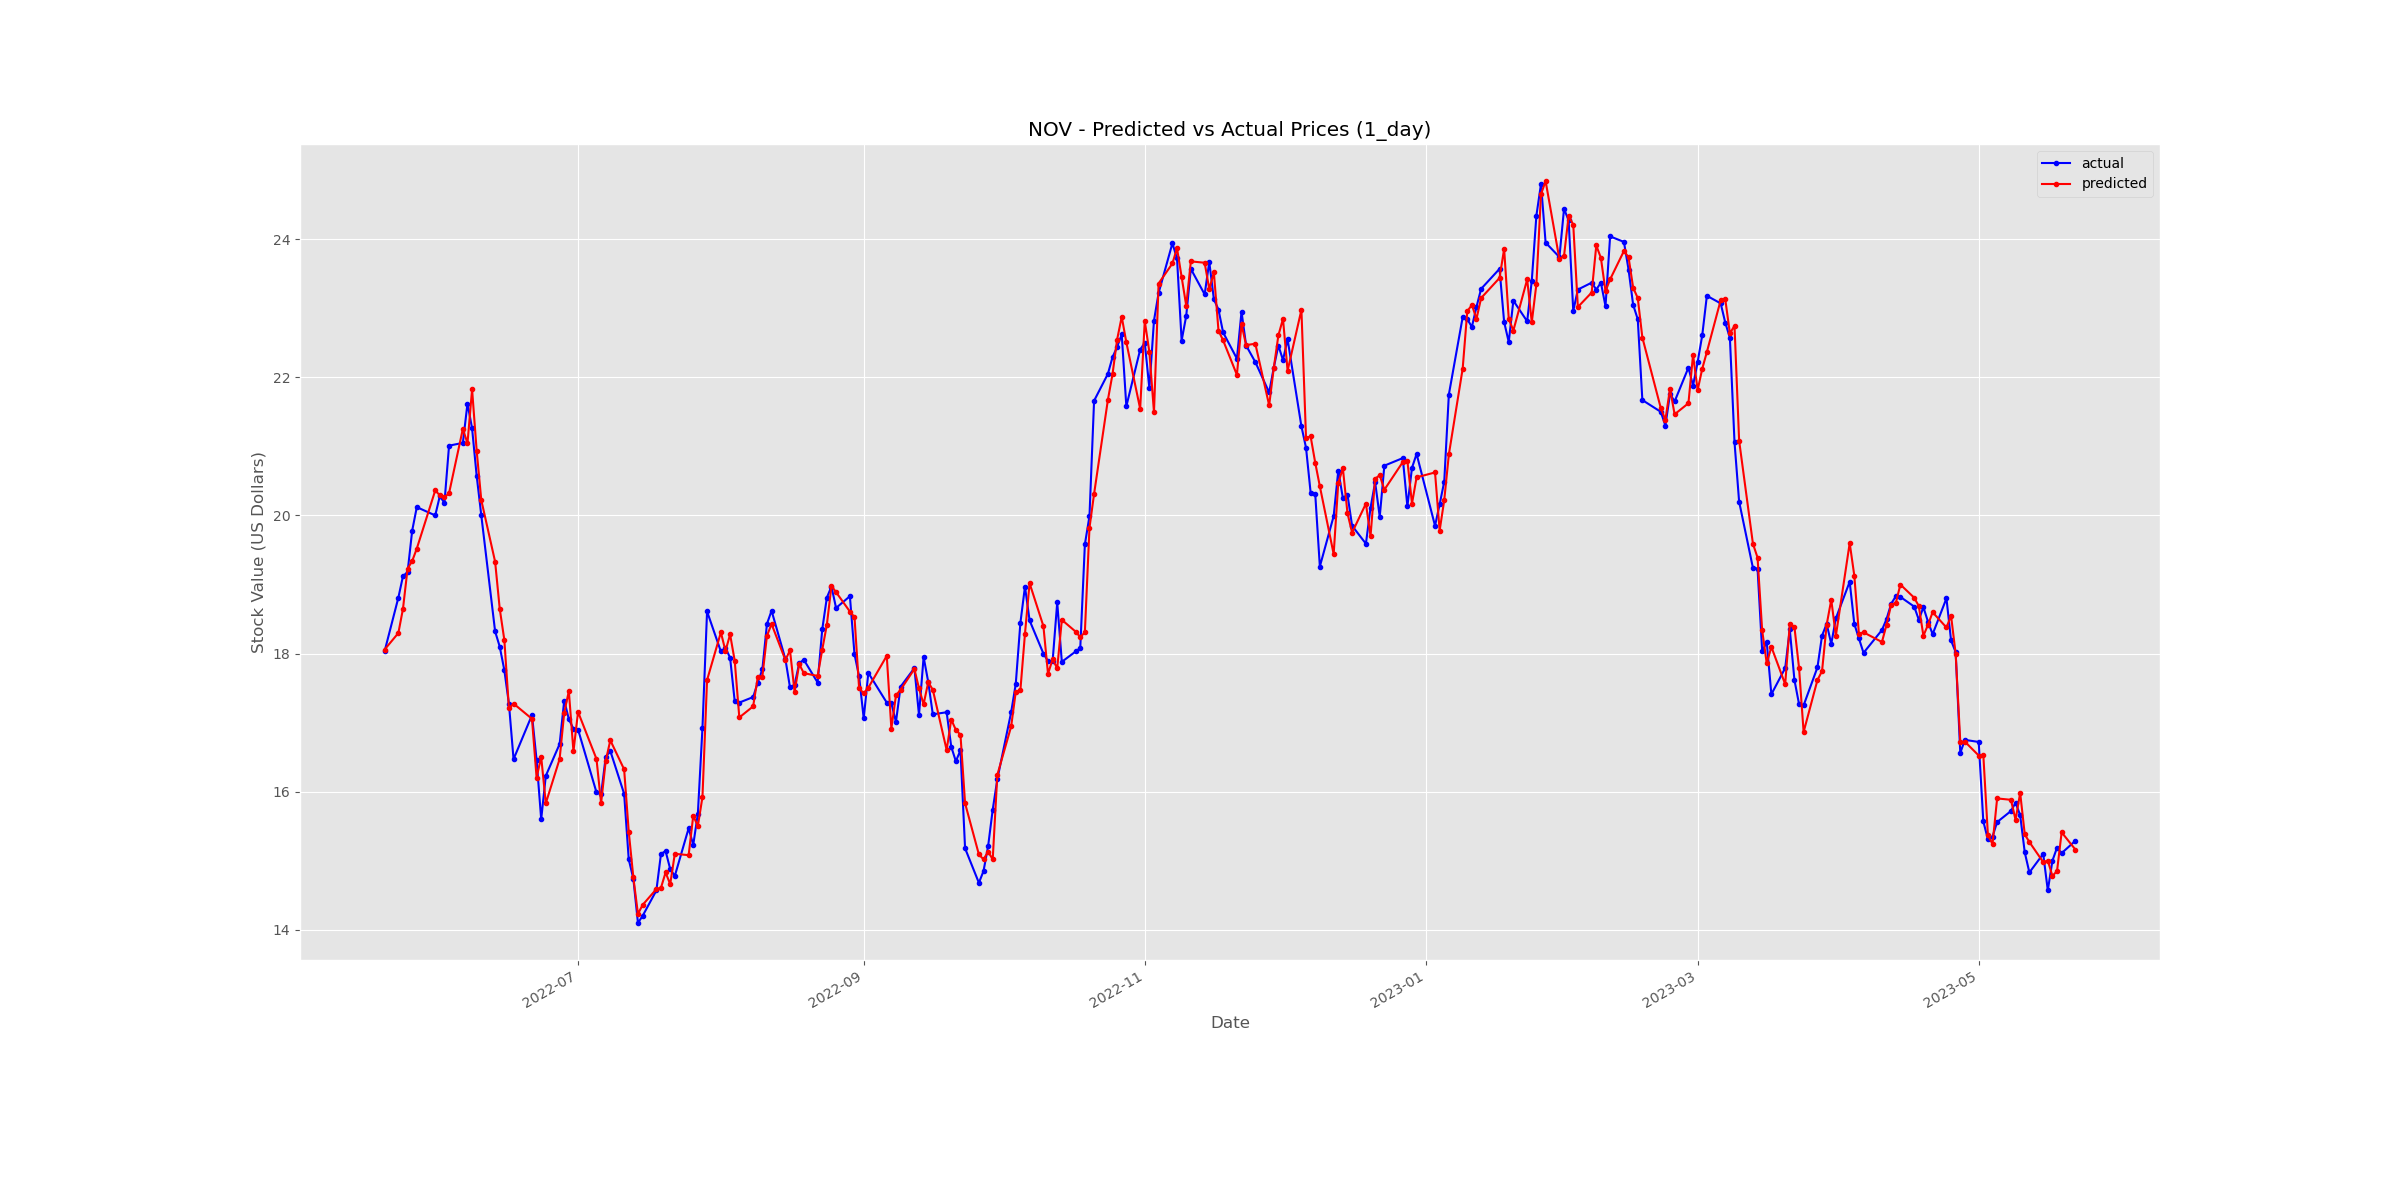 NOV - Predicted vs Actual Prices (1_day)
actual
predicted
Stock Value (US Dollars)
24
22
20
18
16
14
2022-07
2022-09
2022-11
2023-01
2023-03
2023-05
Date